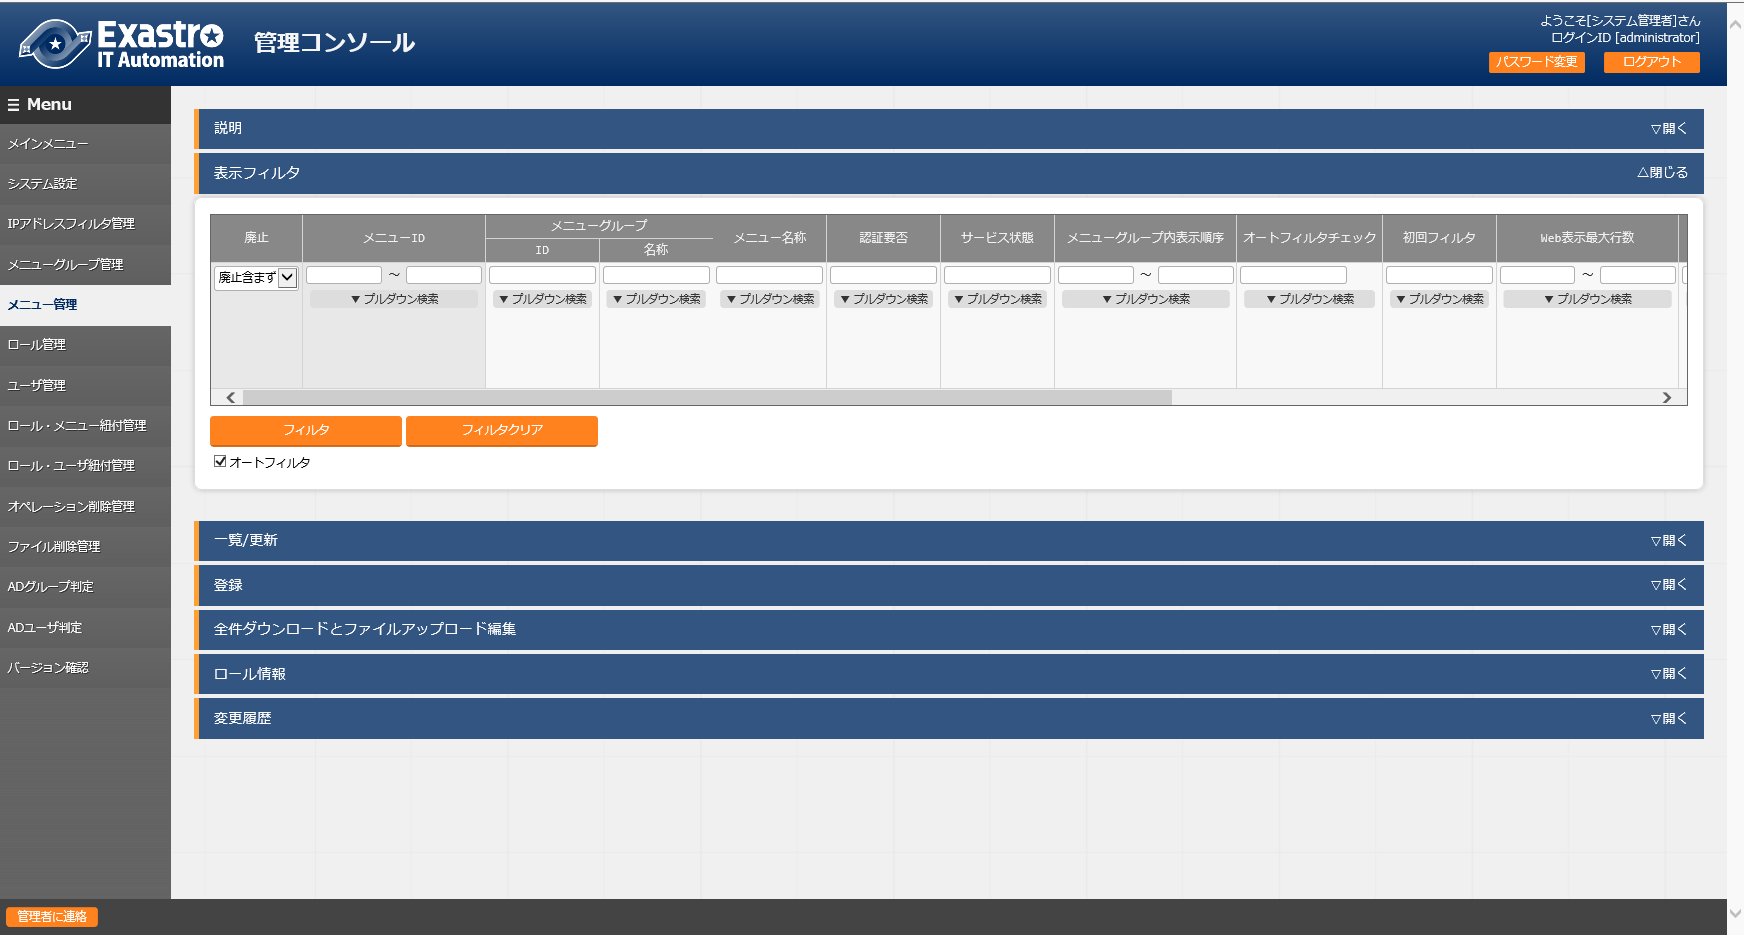 Exastro
IT Automation
管理コンソール
ようこそ[システム管理者]さん
ログインID [administrator]
パスワード変更
ログアウト
Menu
メインメニュー
システム設定
IPアドレスフィルタ管理
メニューグループ管理
メニュー管理
ロール管理
ユーザ管理
ロール・メニュー紐付管理
ロール・ユーザ紐付管理
オペレーション削除管理
ファイル削除管理
ADグループ判定
ADユーザ判定
バージョン確認
説明 ▽開く
表示フィルタ △閉じる
廃止 メニューID メニューグループ メニュー名称 認証要否 サービス状態 メニューグループ内表示順序 オートフィルタチェック 初回フィルタ Web表示最大行数
ID 名称
廃止含まず ～ ～ ～
▼プルダウン検索 ▼プルダウン検索 ▼プルダウン検索 ▼プルダウン検索 ▼プルダウン検索 ▼プルダウン検索 ▼プルダウン検索 ▼プルダウン検索 ▼プルダウン検索 ▼プルダウン検索
フィルタ フィルタクリア
オートフィルタ
一覧/更新 ▽開く
登録 ▽開く
全件ダウンロードとファイルアップロード編集 ▽開く
ロール情報 ▽開く
変更履歴 ▽開く
管理者に連絡